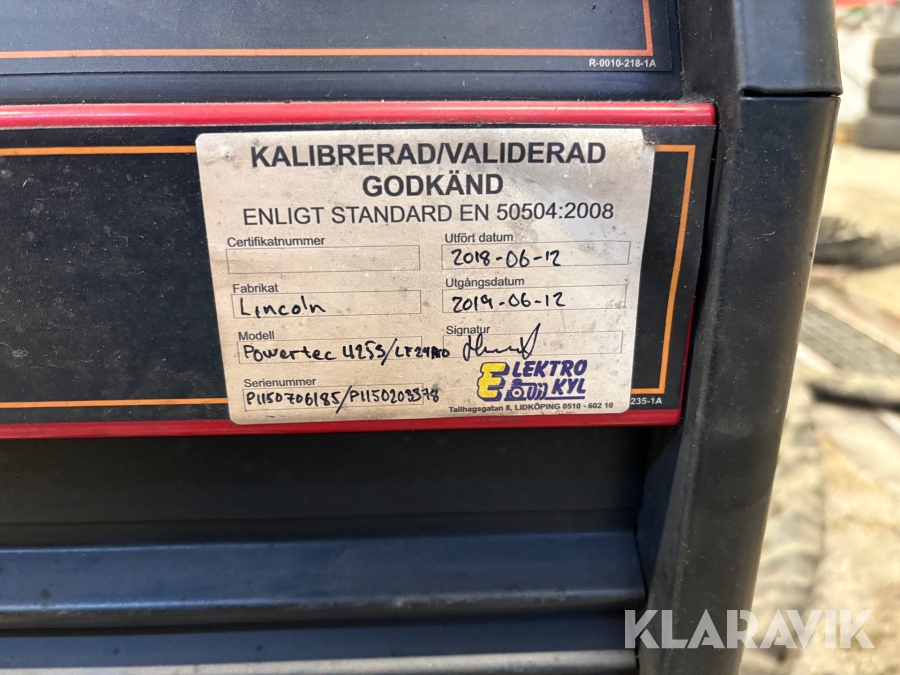 R-0010-218-1A
KALIBRERAD/VALIDERAD
GODKÄND
ENLIGT STANDARD EN 50504:2008
Certifikatnummer
Utfört datum
2018-06-12
Fabrikat
Lincoln
Utgångsdatum
2019-06-12
Modell
Powertec 425S/LF24PRO
Signatur
Serienummer
P1150706185/P1150203378
ELEKTRO
KYL
Tallhagsgatan 8, LIDKÖPING 0510 - 602 10
235-1A
KLARAVIK